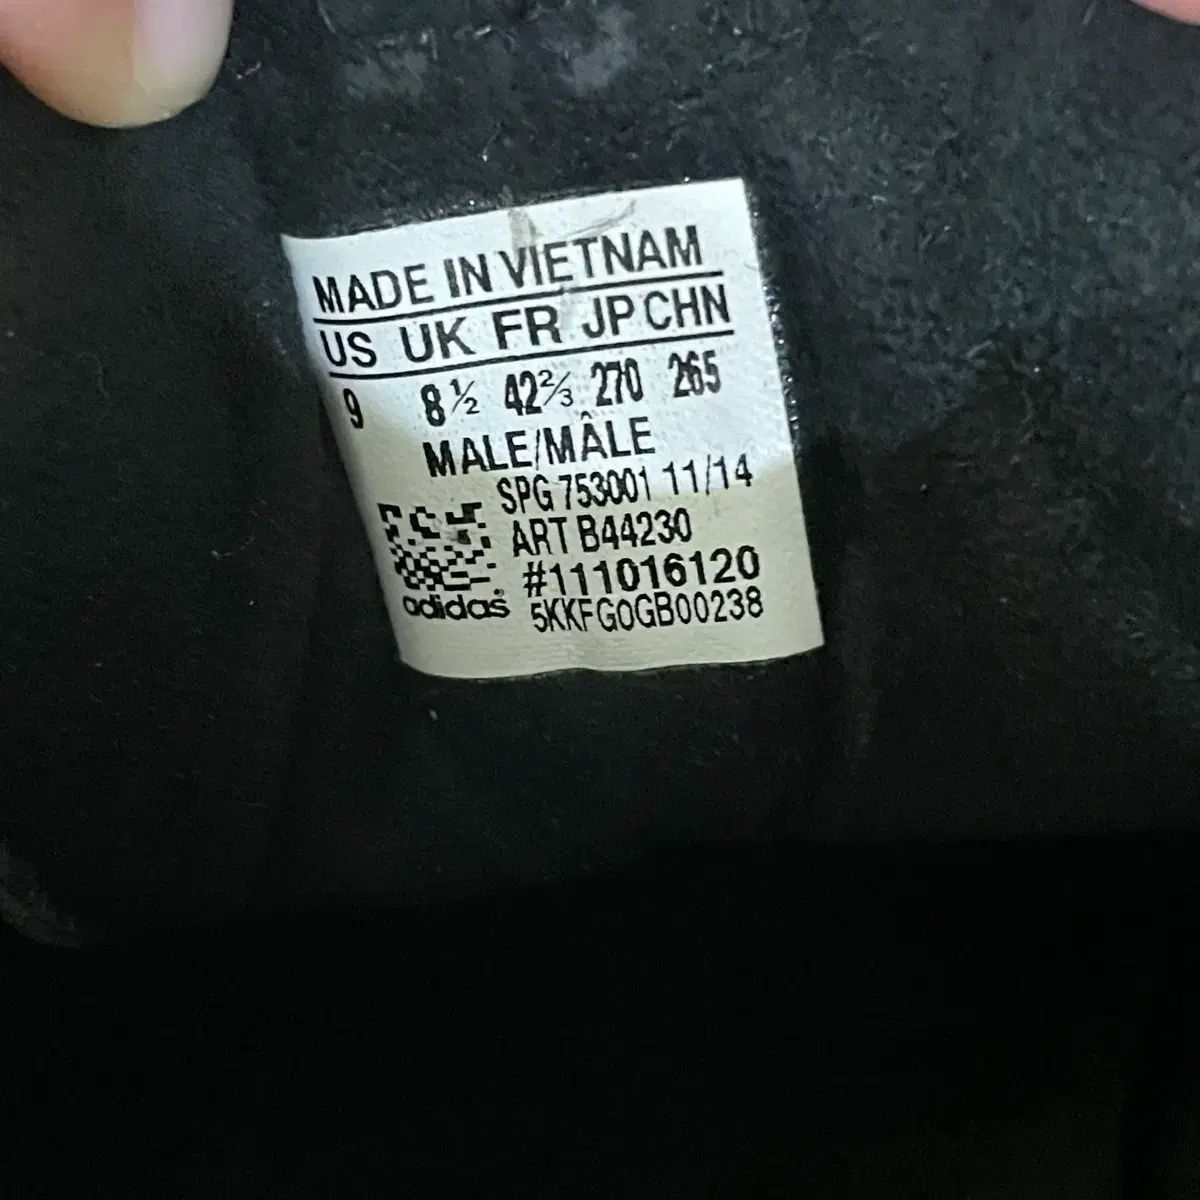 MADE IN VIETNAM
US UK FR JP CHN
9 8½ 42⅔ 270 265
MALE/MÂLE
SPG 753001 11/14
ART B44230
#111016120
adidas® 5KKFG0GB00238